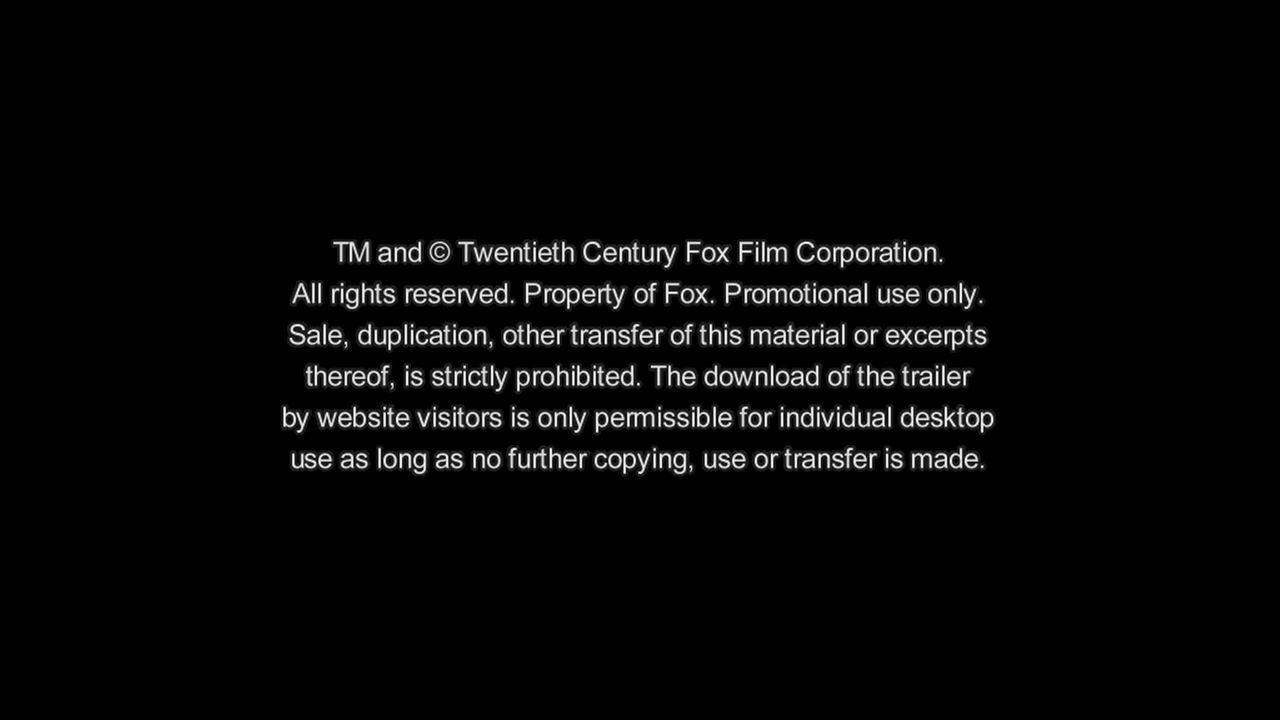 TM and © Twentieth Century Fox Film Corporation.
All rights reserved. Property of Fox. Promotional use only.
Sale, duplication, other transfer of this material or excerpts
thereof, is strictly prohibited. The download of the trailer
by website visitors is only permissible for individual desktop
use as long as no further copying, use or transfer is made.